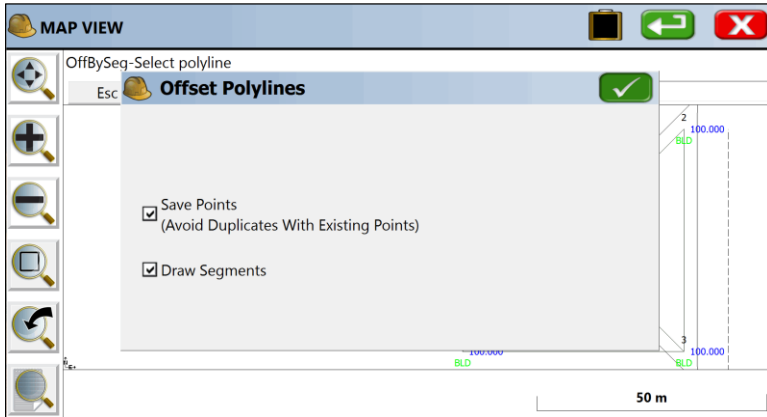 MAP VIEW
OffBySeg-Select polyline
Esc
Offset Polylines
Save Points
(Avoid Duplicates With Existing Points)
Draw Segments
2
100.000
BLD
3
100.000
BLD
100.000
BLD
50 m